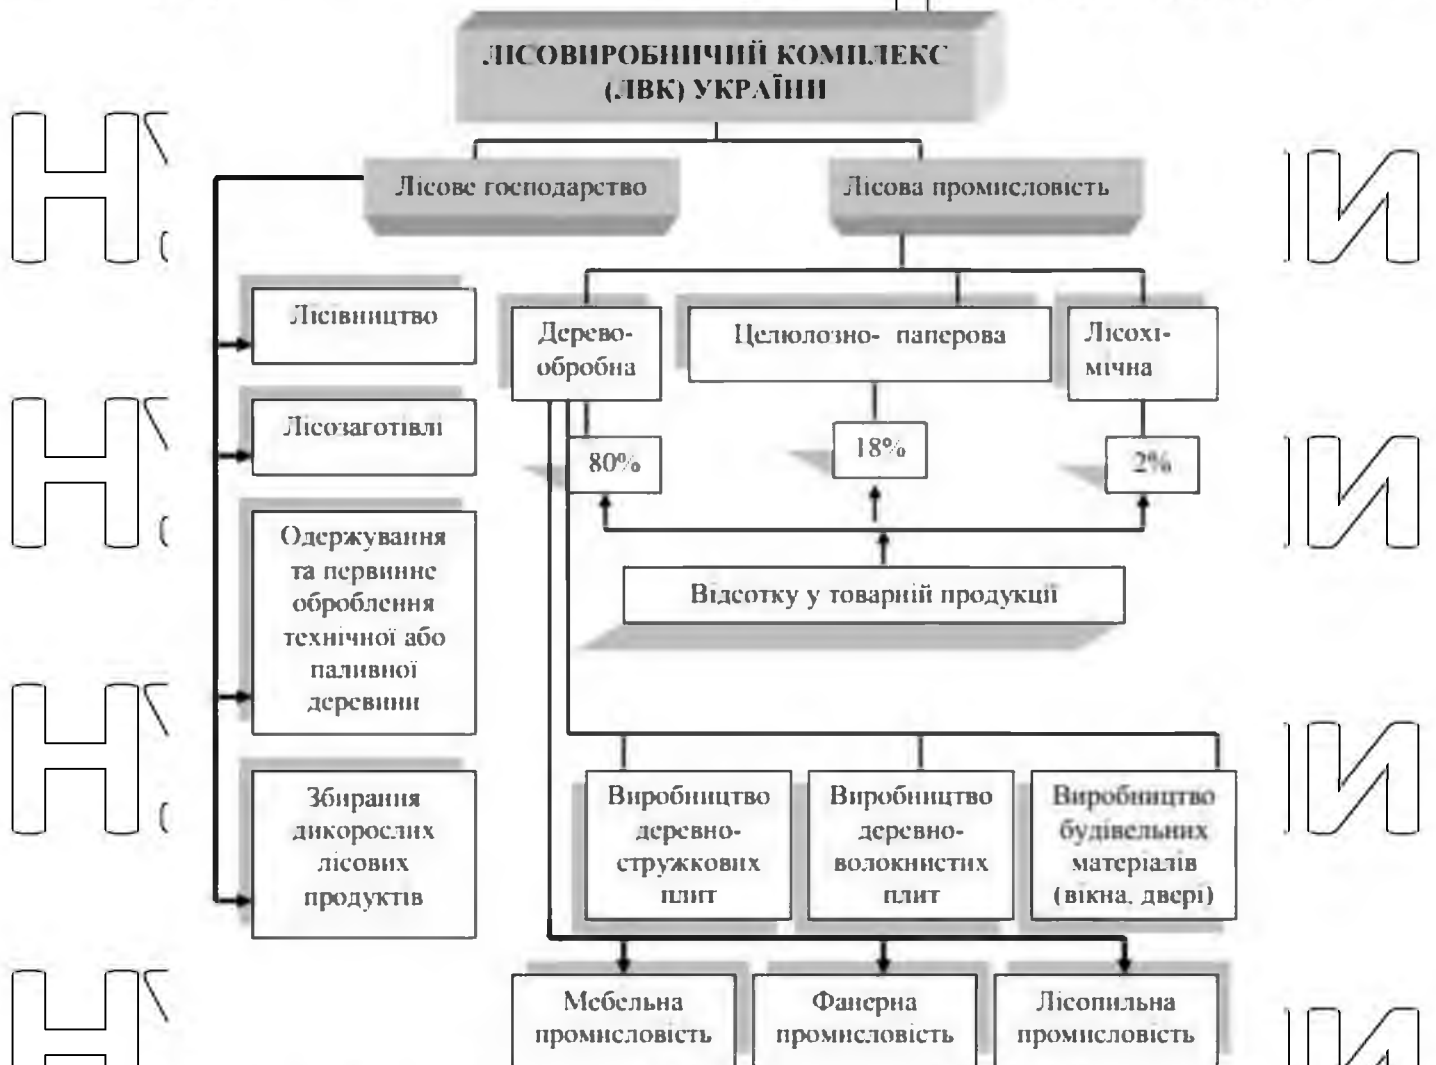 ЛІСОВИРОБНИЧИЙ КОМПЛЕКС
(ЛВК) УКРАЇНИ
Лісове господарство
Лісова промисловість
Лісівництво
Лісозаготівлі
Одержування
та первинне
оброблення
технічної або
паливної
деревини
Збирання
дикорослих
лісових
продуктів
Дерево-
обробна
Целюлозно- паперова
Лісохі-
мічна
80%
18%
2%
Відсотку у товарній продукції
Виробництво
деревно-
стружкових
плит
Виробництво
деревно-
волокнистих
плит
Виробництво
будівельних
матеріалів
(вікна, двері)
Мебельна
промисловість
Фанерна
промисловість
Лісопильна
промисловість